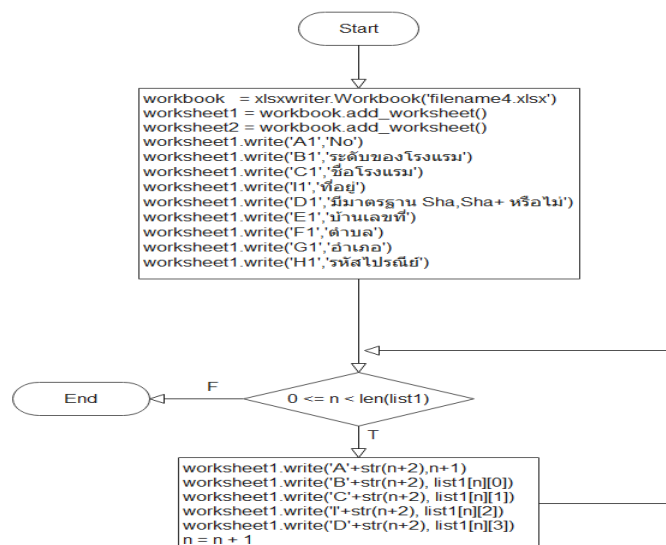 Start
workbook = xlsxwriter.Workbook('filename4.xlsx')
worksheet1 = workbook.add_worksheet()
worksheet2 = workbook.add_worksheet()
worksheet1.write('A1','No')
worksheet1.write('B1','ระดับของโรงแรม')
worksheet1.write('C1','ชื่อโรงแรม')
worksheet1.write('I1','ที่อยู่')
worksheet1.write('D1','มีมาตรฐาน Sha,Sha+ หรือไม่')
worksheet1.write('E1','บ้านเลขที่')
worksheet1.write('F1','ตำบล')
worksheet1.write('G1','อำเภอ')
worksheet1.write('H1','รหัสไปรณีย์')
End
F
0 <= n < len(list1)
T
worksheet1.write('A'+str(n+2),n+1)
worksheet1.write('B'+str(n+2), list1[n][0])
worksheet1.write('C'+str(n+2), list1[n][1])
worksheet1.write('I'+str(n+2), list1[n][2])
worksheet1.write('D'+str(n+2), list1[n][3])
n = n + 1